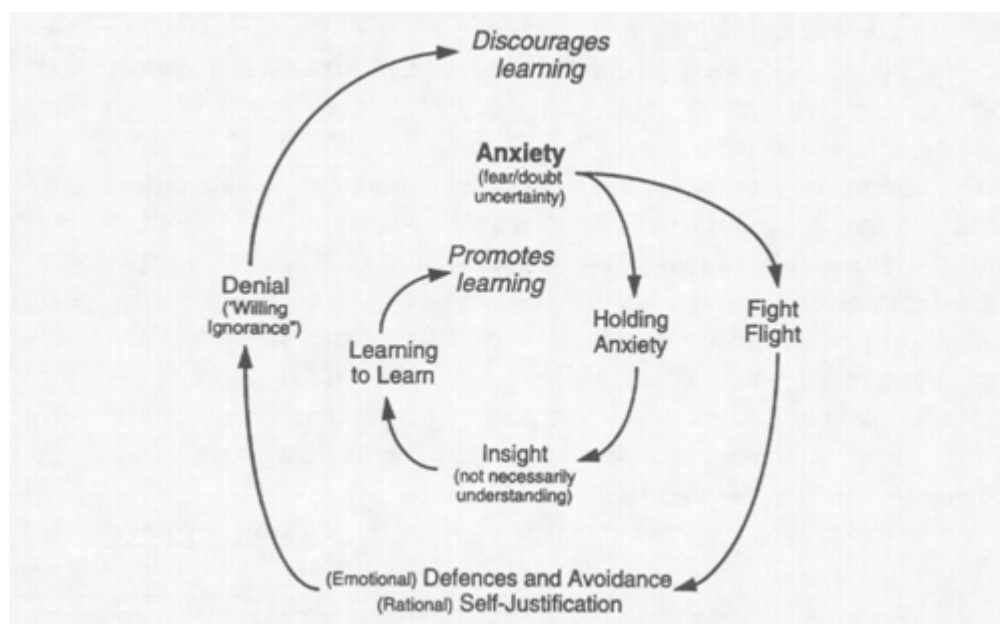 Discourages
learning
Anxiety
(fear/doubt
uncertainty)
Promotes
learning
Denial
("Willing
Ignorance")
Holding
Anxiety
Fight
Flight
Learning
to Learn
Insight
(not necessarily
understanding)
(Emotional) Defences and Avoidance
(Rational) Self-Justification